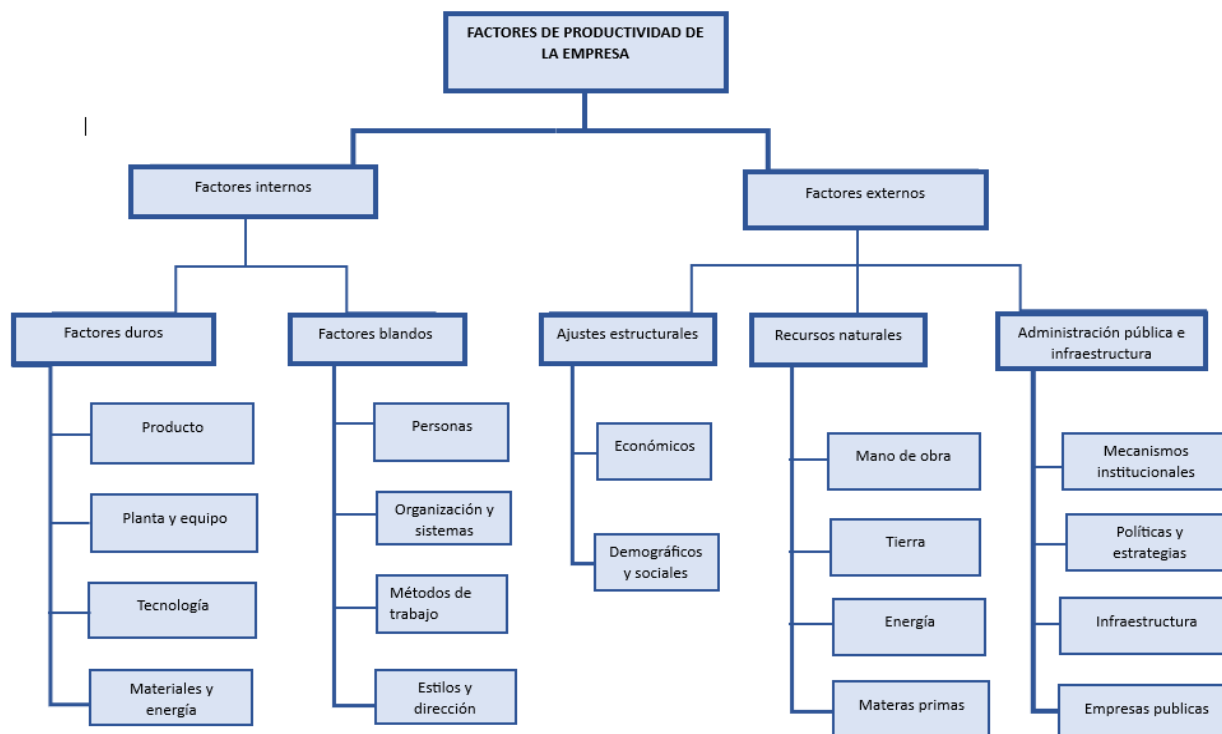 FACTORES DE PRODUCTIVIDAD DE
LA EMPRESA
Factores internos
Factores externos
Factores duros
Factores blandos
Ajustes estructurales
Recursos naturales
Administración pública e
infraestructura
Producto
Planta y equipo
Tecnología
Materiales y
energía
Personas
Organización y
sistemas
Métodos de
trabajo
Estilos y
dirección
Económicos
Demográficos
y sociales
Mano de obra
Tierra
Energía
Materas primas
Mecanismos
institucionales
Políticas y
estrategias
Infraestructura
Empresas publicas